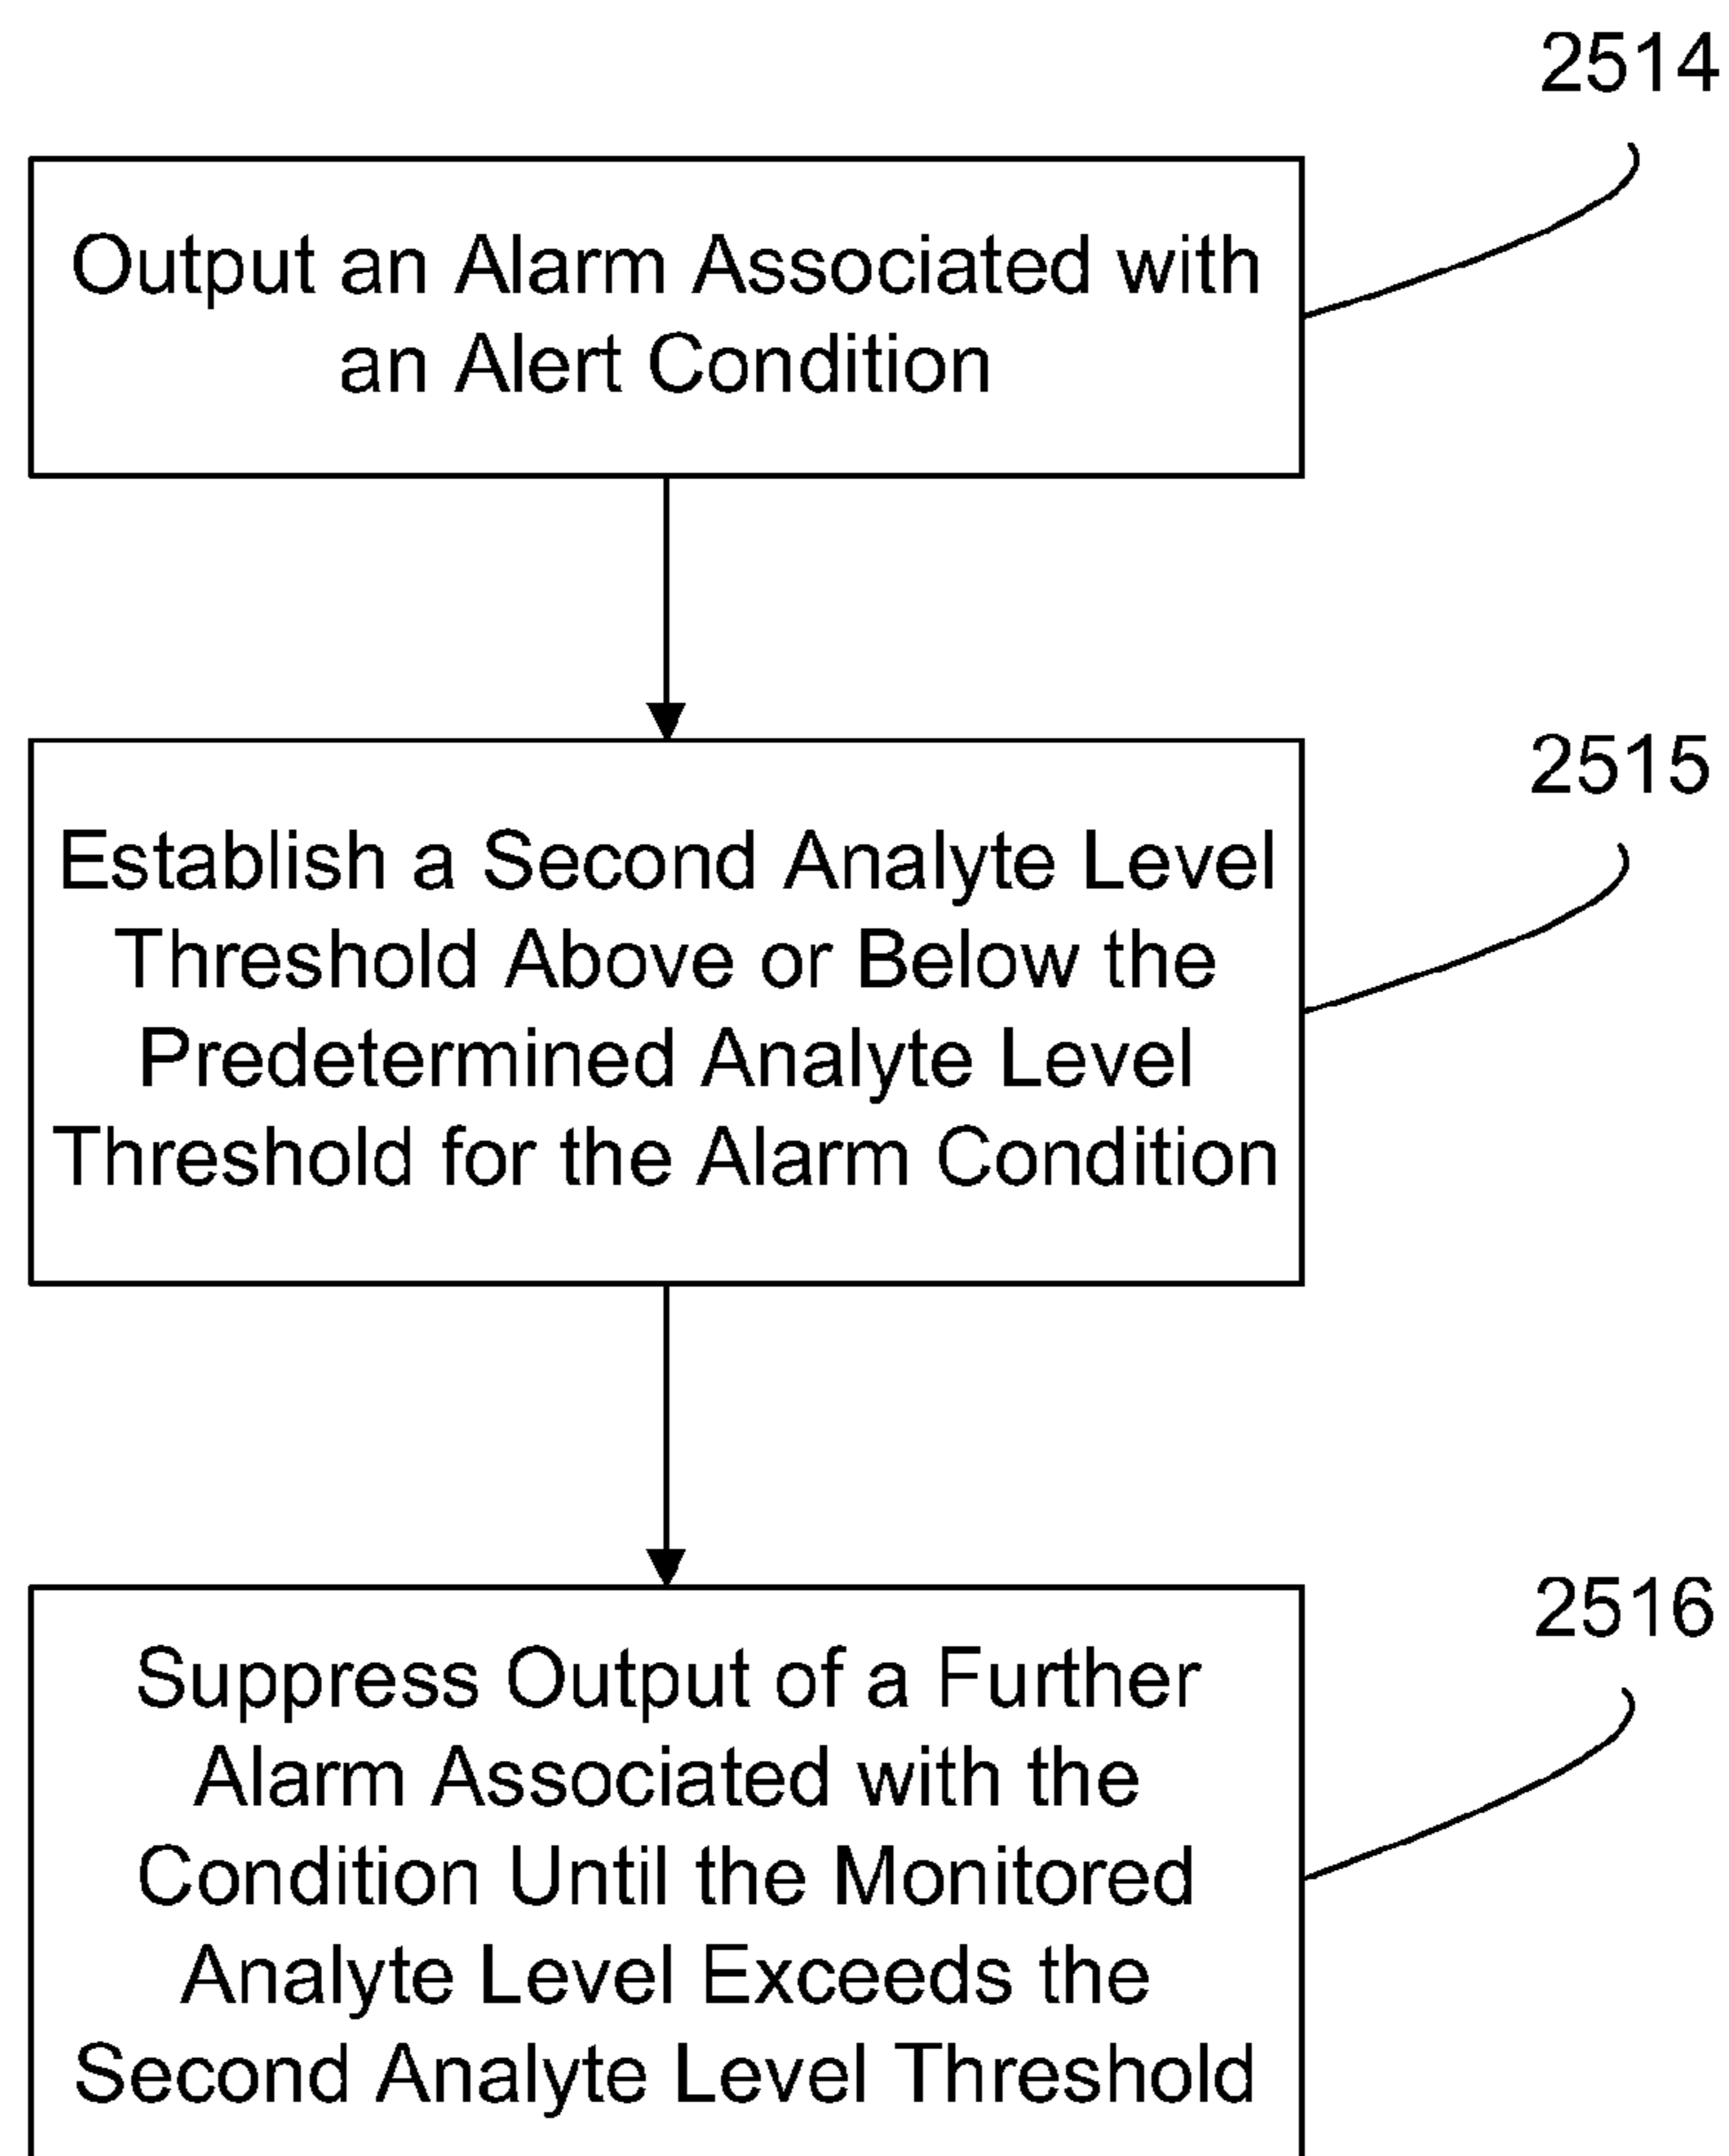 2514
Output an Alarm Associated with
an Alert Condition
2515
Establish a Second Analyte Level
Threshold Above or Below the
Predetermined Analyte Level
Threshold for the Alarm Condition
2516
Suppress Output of a Further
Alarm Associated with the
Condition Until the Monitored
Analyte Level Exceeds the
Second Analyte Level Threshold